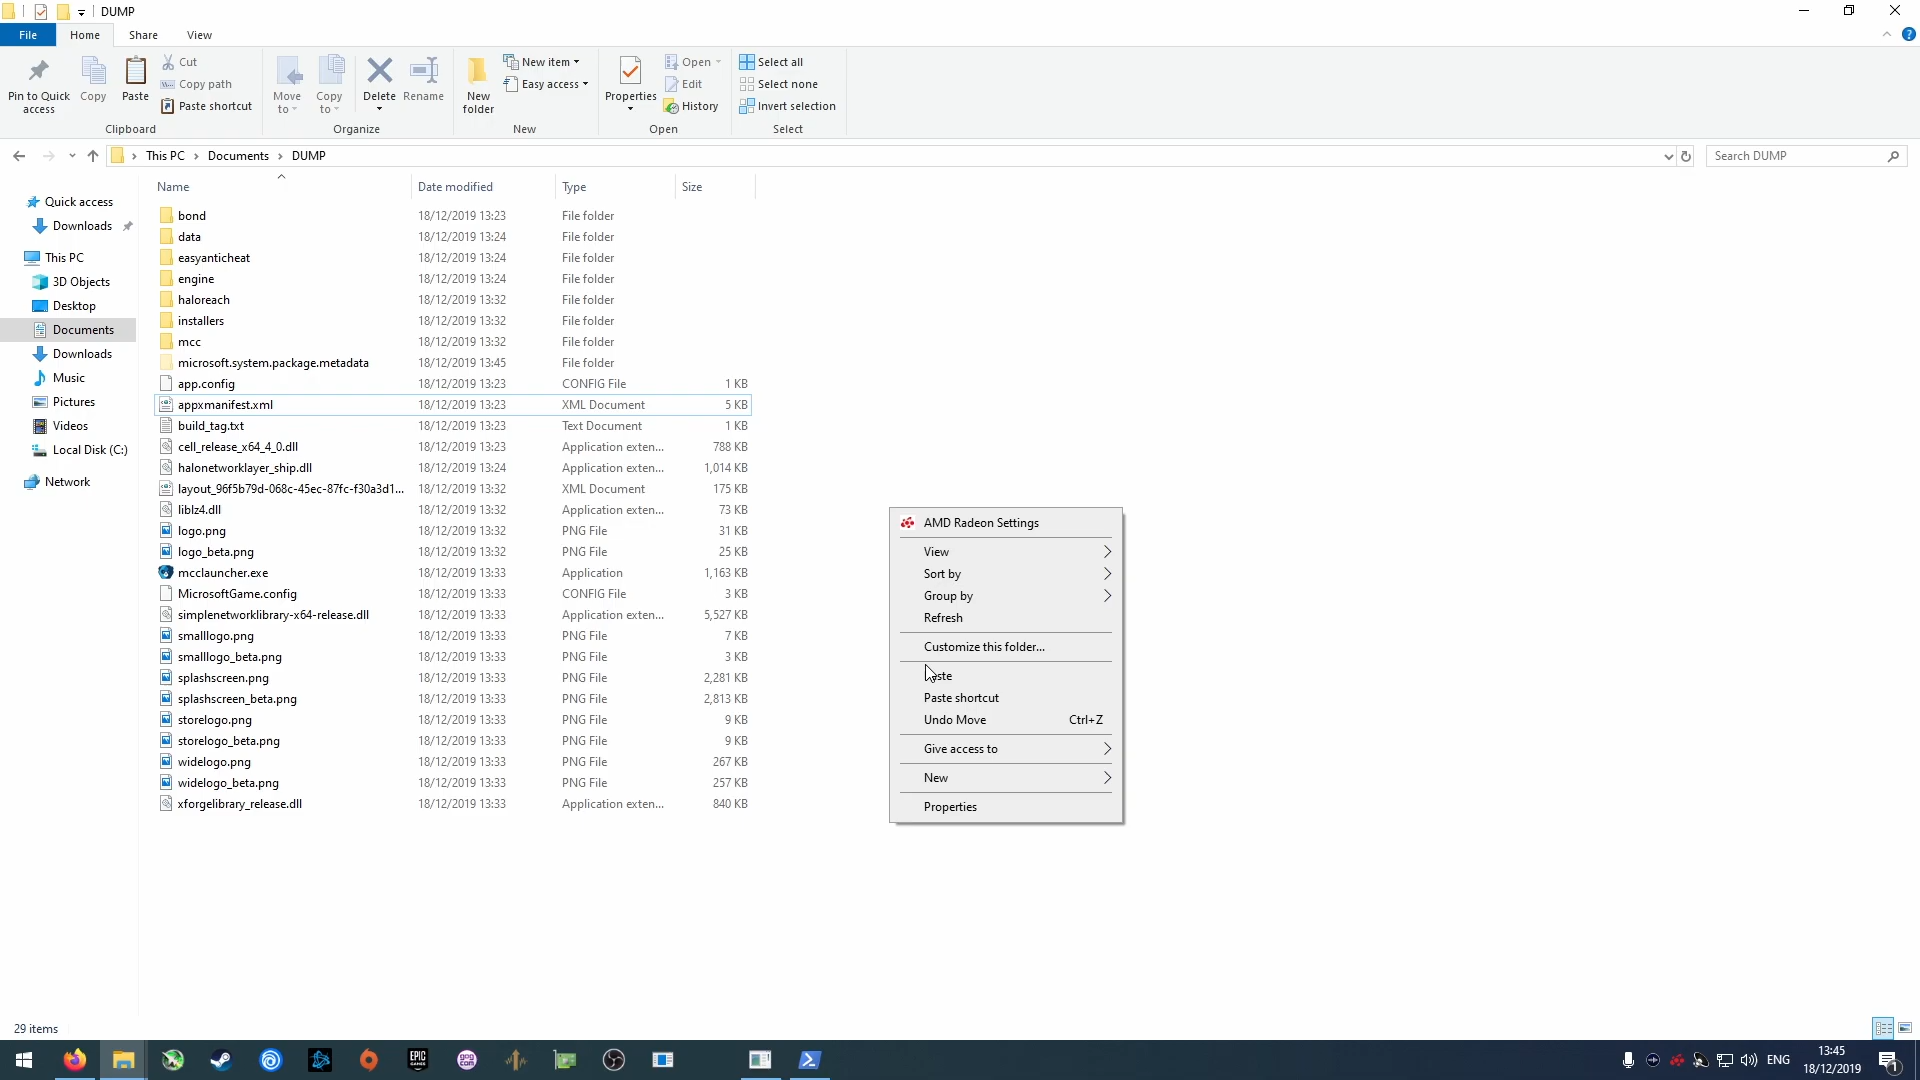 DUMP
File Home Share View
Pin to Quick access
Copy
Paste
Cut
Copy path
Paste shortcut
Clipboard
Move to
Copy to
Delete
Rename
Organize
New folder
New item
Easy access
New
Properties
Open
Edit
History
Open
Select all
Select none
Invert selection
Select
This PC › Documents › DUMP
Search DUMP
Quick access
Downloads
This PC
3D Objects
Desktop
Documents
Downloads
Music
Pictures
Videos
Local Disk (C:)
Network
Name Date modified Type Size
bond 18/12/2019 13:23 File folder
data 18/12/2019 13:24 File folder
easyanticheat 18/12/2019 13:24 File folder
engine 18/12/2019 13:24 File folder
haloreach 18/12/2019 13:32 File folder
installers 18/12/2019 13:32 File folder
mcc 18/12/2019 13:32 File folder
microsoft.system.package.metadata 18/12/2019 13:45 File folder
app.config 18/12/2019 13:23 CONFIG File 1 KB
appxmanifest.xml 18/12/2019 13:23 XML Document 5 KB
build_tag.txt 18/12/2019 13:23 Text Document 1 KB
cell_release_x64_4_0.dll 18/12/2019 13:23 Application exten... 788 KB
halonetworklayer_ship.dll 18/12/2019 13:24 Application exten... 1,014 KB
layout_96f5b79d-068c-45ec-87fc-f30a3d1... 18/12/2019 13:32 XML Document 175 KB
liblz4.dll 18/12/2019 13:32 Application exten... 73 KB
logo.png 18/12/2019 13:32 PNG File 31 KB
logo_beta.png 18/12/2019 13:32 PNG File 25 KB
mcclauncher.exe 18/12/2019 13:33 Application 1,163 KB
MicrosoftGame.config 18/12/2019 13:33 CONFIG File 3 KB
simplenetworklibrary-x64-release.dll 18/12/2019 13:33 Application exten... 5,527 KB
smalllogo.png 18/12/2019 13:33 PNG File 7 KB
smalllogo_beta.png 18/12/2019 13:33 PNG File 3 KB
splashscreen.png 18/12/2019 13:33 PNG File 2,281 KB
splashscreen_beta.png 18/12/2019 13:33 PNG File 2,813 KB
storelogo.png 18/12/2019 13:33 PNG File 9 KB
storelogo_beta.png 18/12/2019 13:33 PNG File 9 KB
widelogo.png 18/12/2019 13:33 PNG File 267 KB
widelogo_beta.png 18/12/2019 13:33 PNG File 257 KB
xforgelibrary_release.dll 18/12/2019 13:33 Application exten... 840 KB
AMD Radeon Settings
View
Sort by
Group by
Refresh
Customize this folder...
Paste
Paste shortcut
Undo Move Ctrl+Z
Give access to
New
Properties
29 items
EPIC GAMES
GOG COM
ENG
13:45
18/12/2019
1